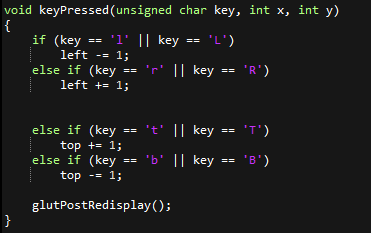 void keyPressed(unsigned char key, int x, int y)
{
    if (key == 'l' || key == 'L')
        left -= 1;
    else if (key == 'r' || key == 'R')
        left += 1;

    else if (key == 't' || key == 'T')
        top += 1;
    else if (key == 'b' || key == 'B')
        top -= 1;

    glutPostRedisplay();
}